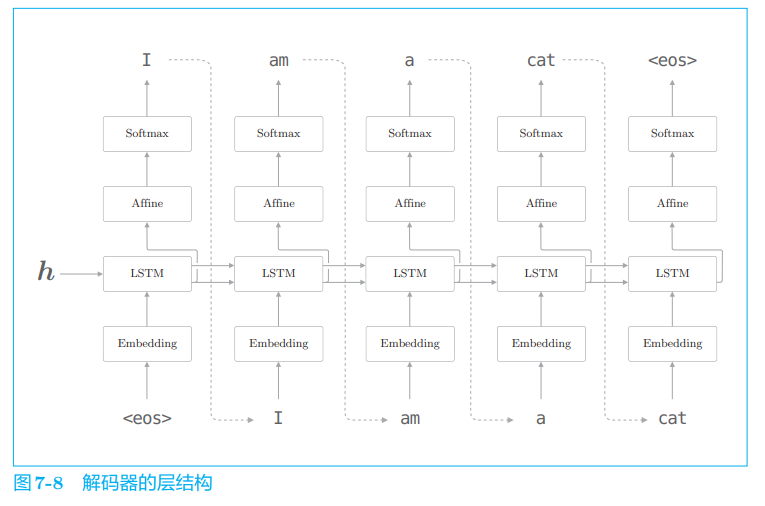 I am a cat <eos>
Softmax Softmax Softmax Softmax Softmax
Affine Affine Affine Affine Affine
h LSTM LSTM LSTM LSTM LSTM
Embedding Embedding Embedding Embedding Embedding
<eos> I am a cat
图7-8 解码器的层结构